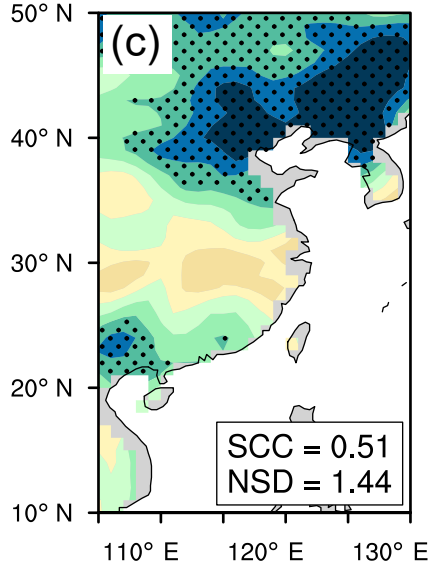 50° N
(c)
40° N
30° N
20° N
SCC = 0.51
NSD = 1.44
10° N
110° E 120° E 130° E